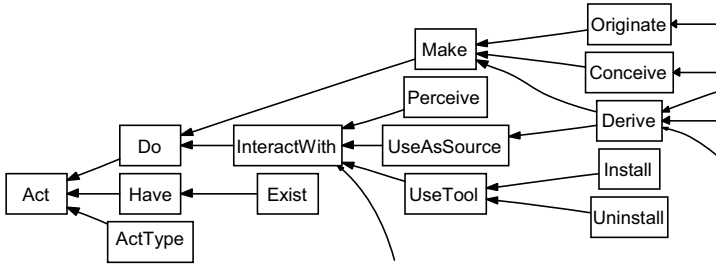 Originate
Make
Conceive
Perceive
Derive
Do
InteractWith
UseAsSource
Install
Act
Have
Exist
UseTool
Uninstall
ActType